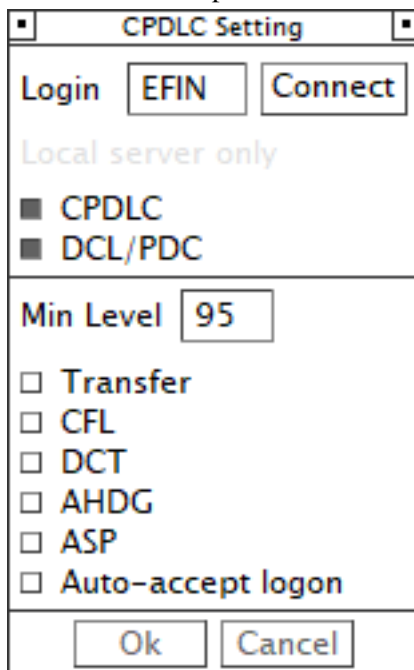 CPDLC Setting
Login EFIN Connect
Local server only
CPDLC
DCL/PDC
Min Level 95
Transfer
CFL
DCT
AHDG
ASP
Auto-accept logon
Ok Cancel